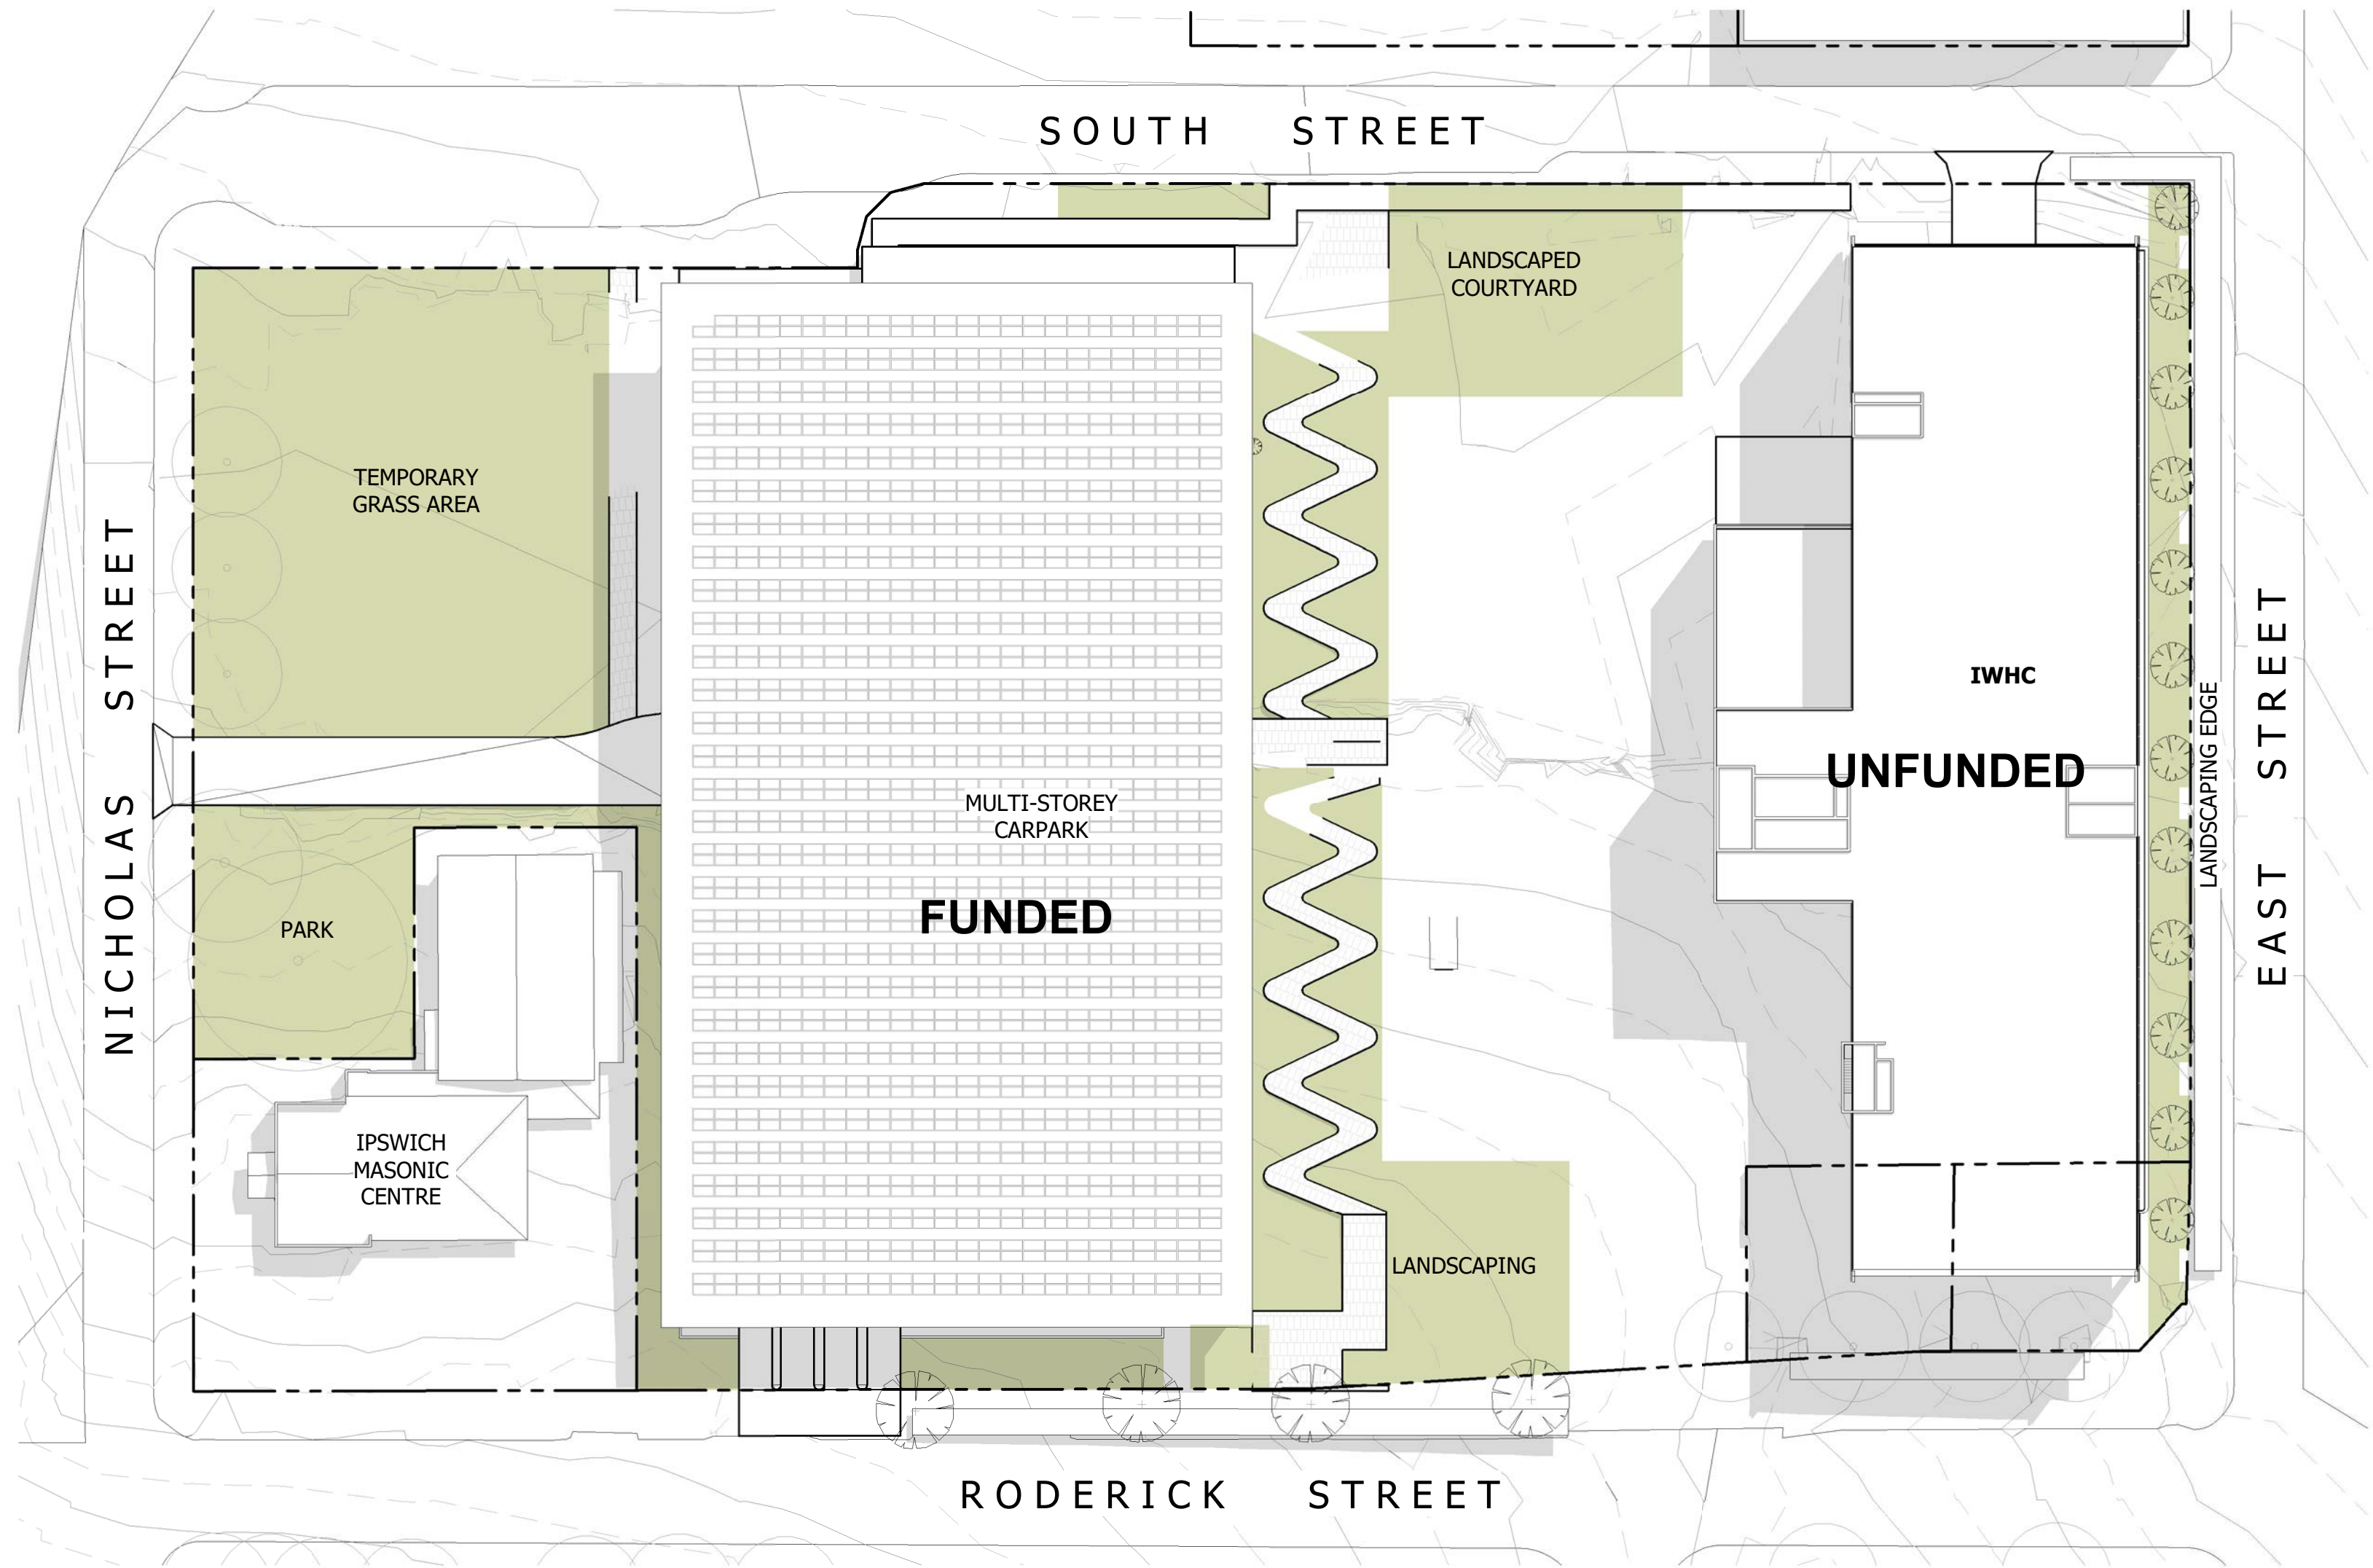 SOUTH STREET
LANDSCAPED
COURTYARD
TEMPORARY
GRASS AREA
NICHOLAS STREET
IWHC
UNFUNDED
LANDSCAPING EDGE
EAST STREET
MULTI-STOREY
CARPARK
FUNDED
PARK
IPSWICH
MASONIC
CENTRE
LANDSCAPING
RODERICK STREET